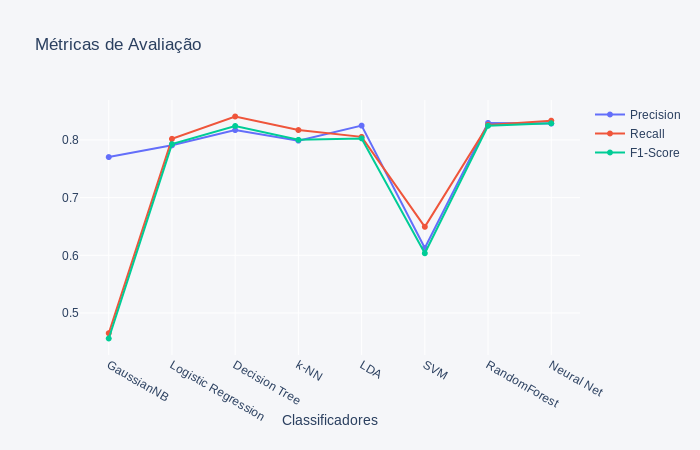 Métricas de Avaliação
Precision
Recall
F1-Score
0.8
0.7
0.6
0.5
GaussianNB
Logistic Regression
Decision Tree
k-NN
LDA
SVM
RandomForest
Neural Net
Classificadores